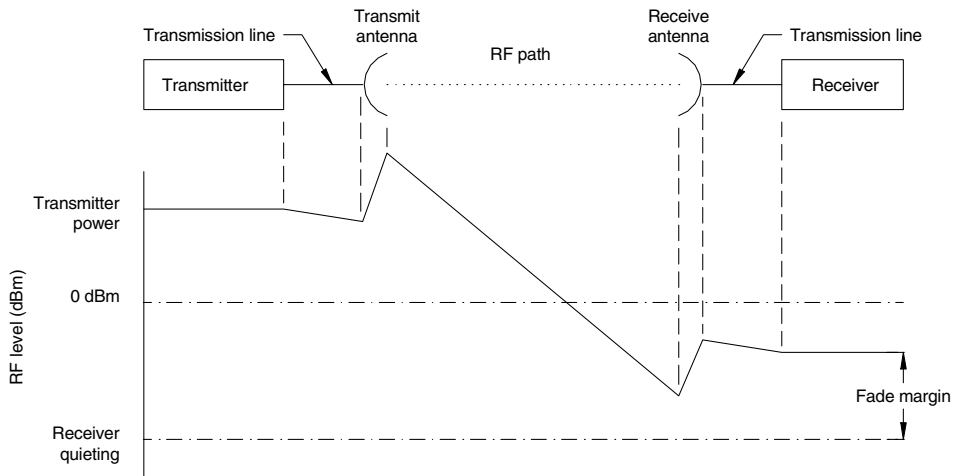 Transmit
antenna
Receive
antenna
Transmission line
RF path
Transmission line
Transmitter
Receiver
Transmitter
power
0 dBm
RF level (dBm)
Fade margin
Receiver
quieting